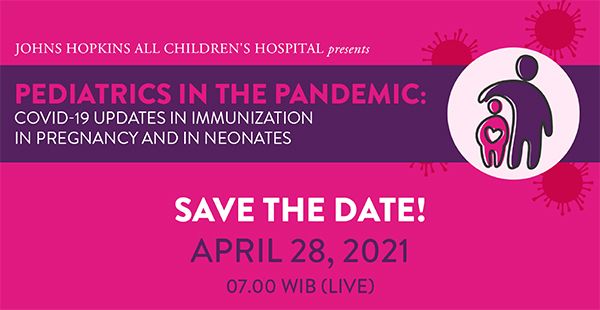 JOHNS HOPKINS ALL CHILDREN'S HOSPITAL presents
PEDIATRICS IN THE PANDEMIC:
COVID-19 UPDATES IN IMMUNIZATION
IN PREGNANCY AND IN NEONATES
SAVE THE DATE!
APRIL 28, 2021
07.00 WIB (LIVE)